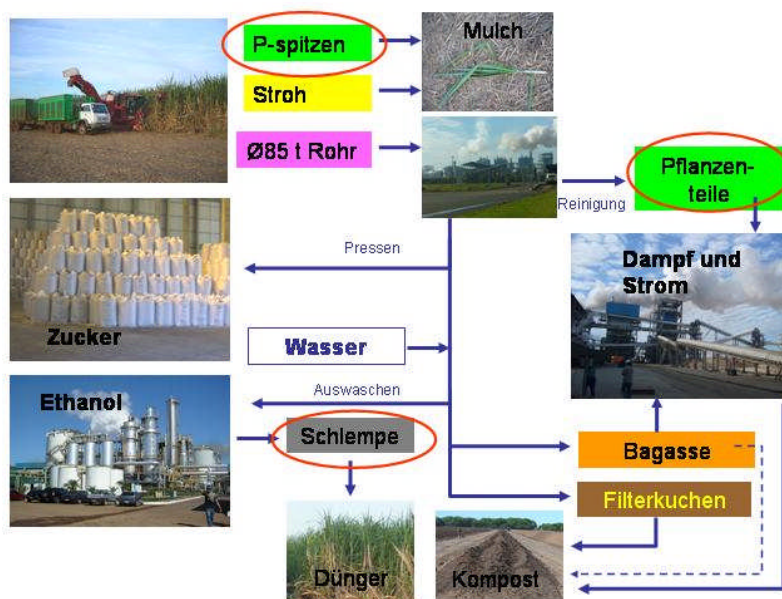 P-spitzen
Mulch
Stroh
Ø85 t Rohr
Pflanzen-
teile
Reinigung
Pressen
Dampf und
Strom
Zucker
Wasser
Auswaschen
Ethanol
Schlempe
Bagasse
Filterkuchen
Dünger
Kompost